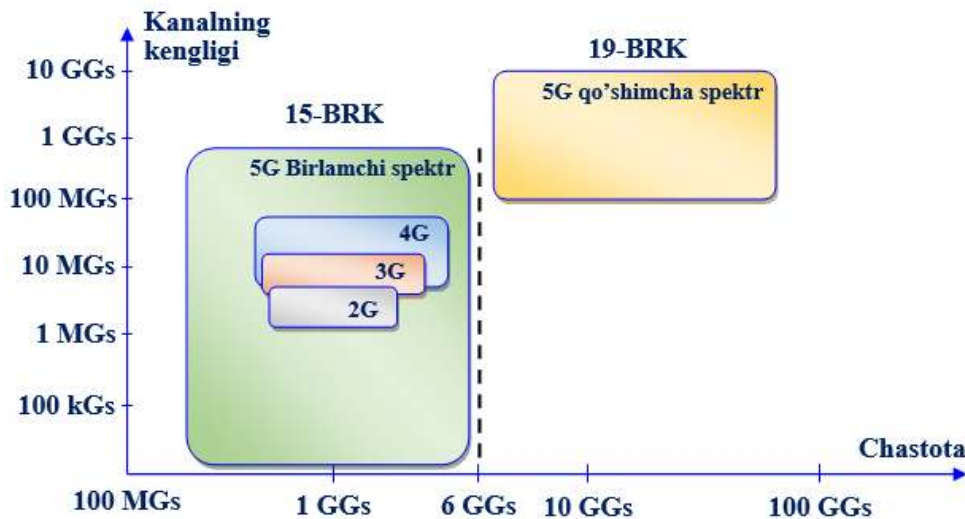 Kanalning
kengligi
10 GGs
1 GGs
100 MGs
10 MGs
1 MGs
100 kGs
15-BRK
5G Birlamchi spektr
4G
3G
2G
19-BRK
5G qo’shimcha spektr
Chastota
100 MGs
1 GGs
6 GGs
10 GGs
100 GGs